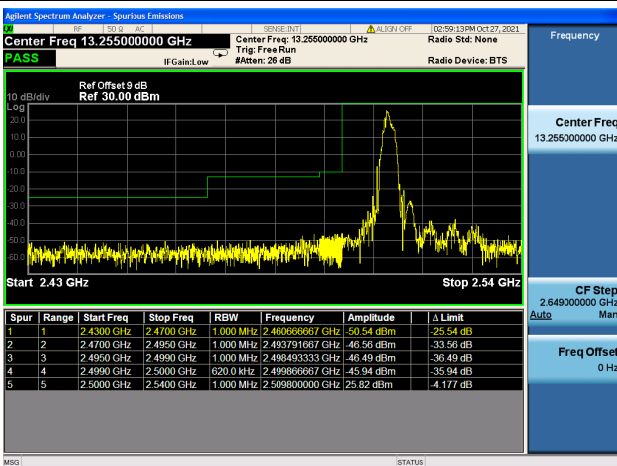 Agilent Spectrum Analyzer - Spurious Emissions
RF 50 Ω AC SENSE:INT ALIGN OFF 02:59:13PM Oct 27, 2021
Center Freq 13.255000000 GHz
Center Freq: 13.255000000 GHz
Radio Std: None
Trig: Free Run
PASS
IFGain:Low
#Atten: 26 dB
Radio Device: BTS
Ref Offset 9 dB
10 dB/div Ref 30.00 dBm
Log
20.0
10.0
0.00
-10.0
-20.0
-30.0
-40.0
-50.0
-60.0
Start 2.43 GHz
Stop 2.54 GHz
Spur Range Start Freq Stop Freq RBW Frequency Amplitude Δ Limit
1 1 2.4300 GHz 2.4700 GHz 1.000 MHz 2.460666667 GHz -50.54 dBm -25.54 dB
2 2 2.4700 GHz 2.4950 GHz 1.000 MHz 2.493791667 GHz -46.56 dBm -33.56 dB
3 3 2.4950 GHz 2.4990 GHz 1.000 MHz 2.498493333 GHz -46.49 dBm -36.49 dB
4 4 2.4990 GHz 2.5000 GHz 620.0 kHz 2.499866667 GHz -45.94 dBm -35.94 dB
5 5 2.5000 GHz 2.5400 GHz 1.000 MHz 2.509800000 GHz 25.82 dBm -4.177 dB
MSG
STATUS
Frequency
Center Freq
13.255000000 GHz
CF Step
2.649000000 GHz
Auto Man
Freq Offset
0 Hz